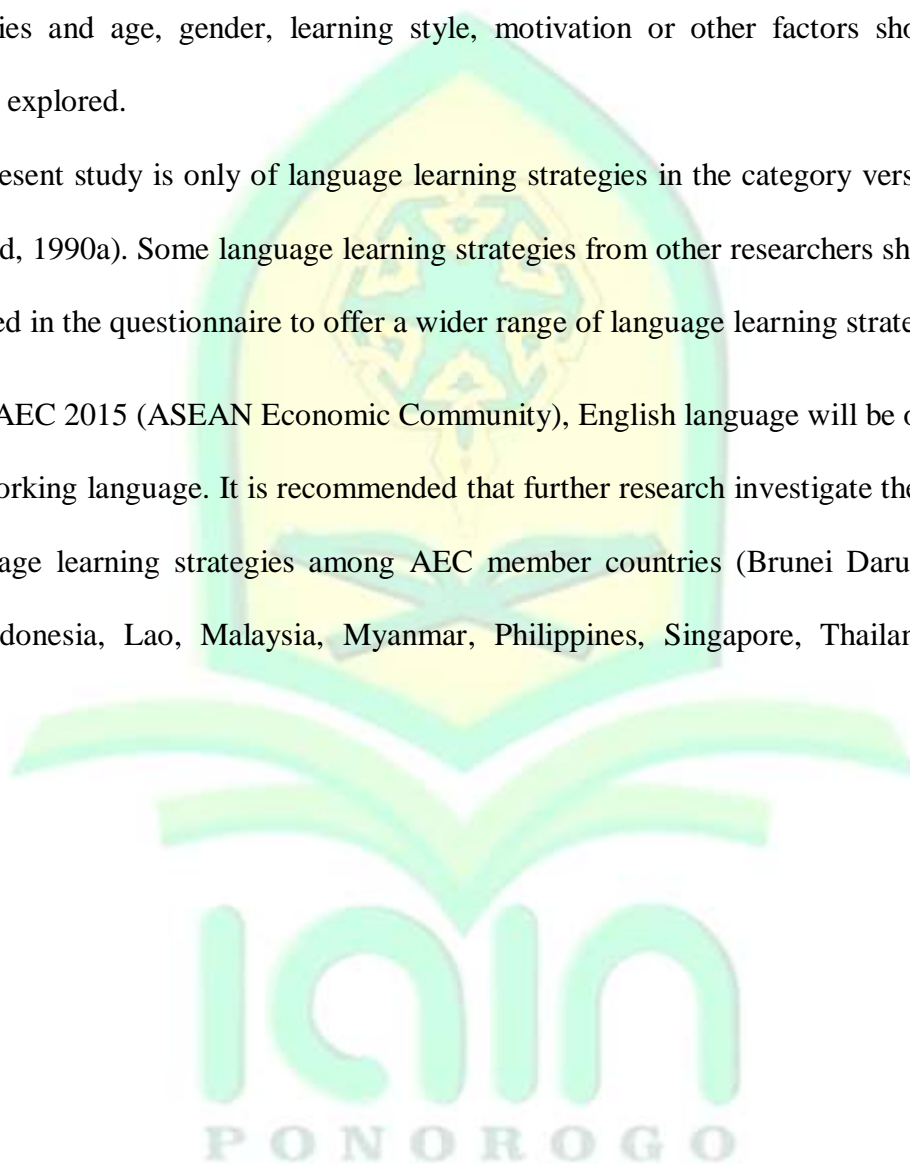 ies and age, gender, learning style, motivation or other factors sho
explored.
esent study is only of language learning strategies in the category vers
d, 1990a). Some language learning strategies from other researchers sh
ed in the questionnaire to offer a wider range of language learning strate
AEC 2015 (ASEAN Economic Community), English language will be o
orking language. It is recommended that further research investigate the
age learning strategies among AEC member countries (Brunei Daru
donesia, Lao, Malaysia, Myanmar, Philippines, Singapore, Thailan
iain
PONOROGO